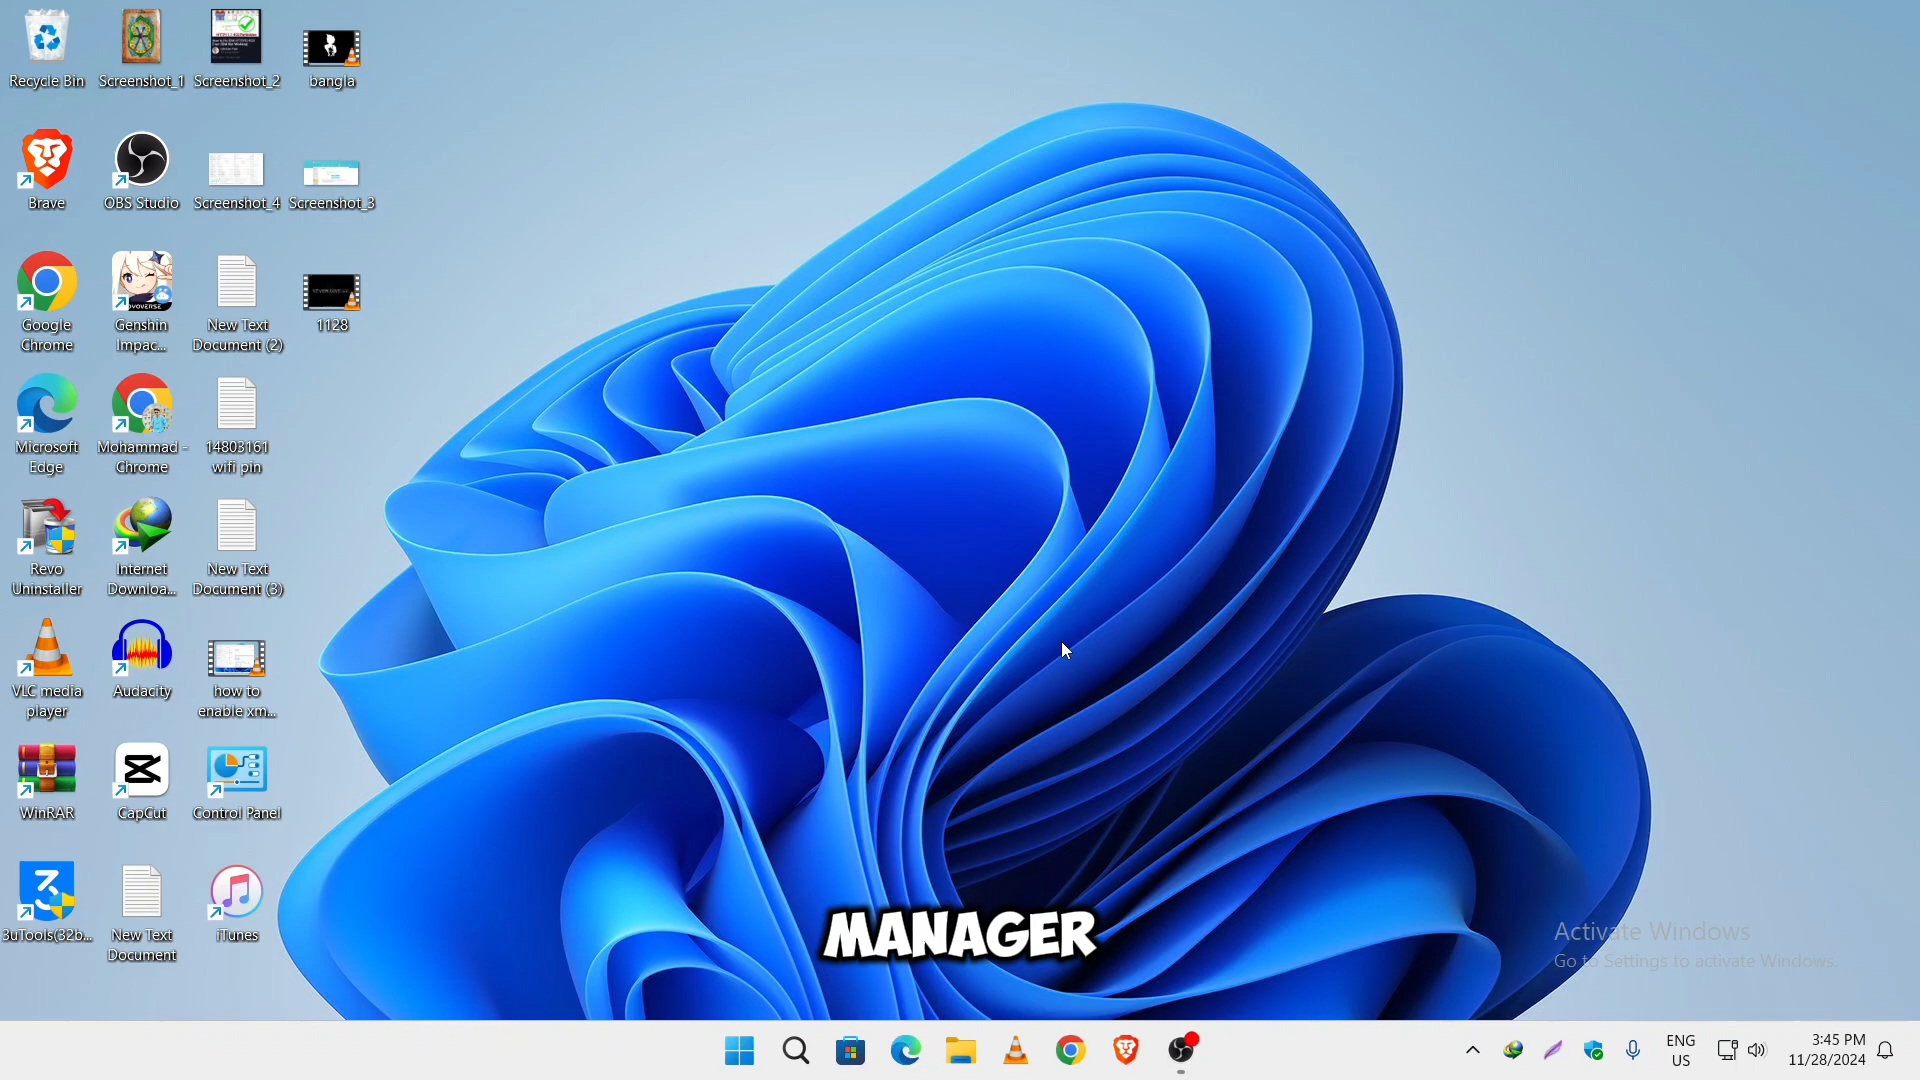 Recycle Bin
Screenshot_1
Screenshot_2
bangla
Brave
OBS Studio
Screenshot_4
Screenshot_3
Google
Chrome
Genshin
Impac...
New Text
Document (2)
1128
Microsoft
Edge
Mohammad -
Chrome
14803161
wifi pin
Revo
Uninstaller
Internet
Downloa...
New Text
Document (3)
VLC media
player
Audacity
how to
enable xm...
WinRAR
CapCut
Control Panel
3uTools(32b...
New Text
Document
iTunes
MANAGER
Activate Windows
Go to Settings to activate Windows.
ENG
US
3:45 PM
11/28/2024